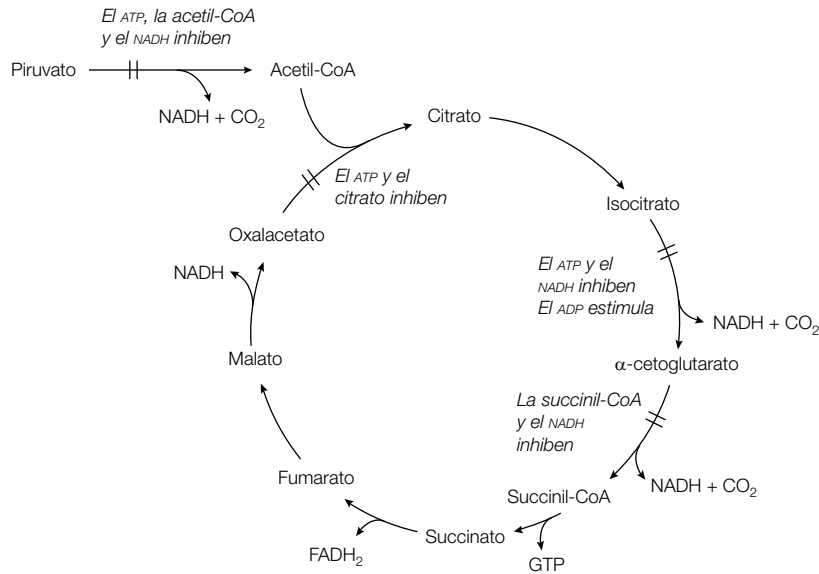 El ATP, la acetil-CoA
y el NADH inhiben
Piruvato
Acetil-CoA
NADH + CO₂
Citrato
El ATP y el
citrato inhiben
Isocitrato
Oxalacetato
El ATP y el
NADH inhiben
El ADP estimula
NADH
NADH + CO₂
Malato
α-cetoglutarato
La succinil-CoA
y el NADH
inhiben
Fumarato
NADH + CO₂
Succinil-CoA
Succinato
FADH₂
GTP